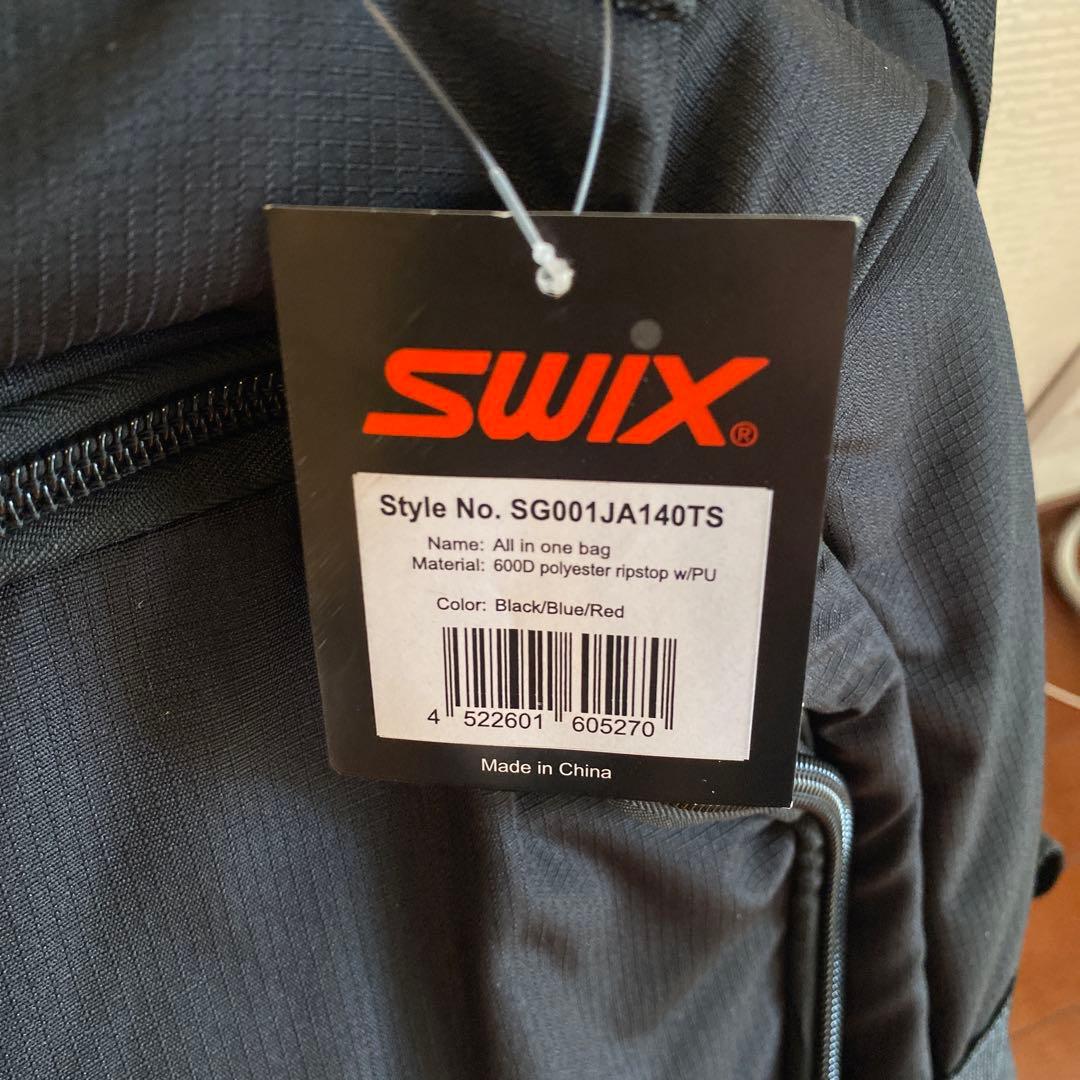 SWIX®
Style No. SG001JA140TS
Name: All in one bag
Material: 600D polyester ripstop w/PU
Color: Black/Blue/Red
4 522601 605270
Made in China